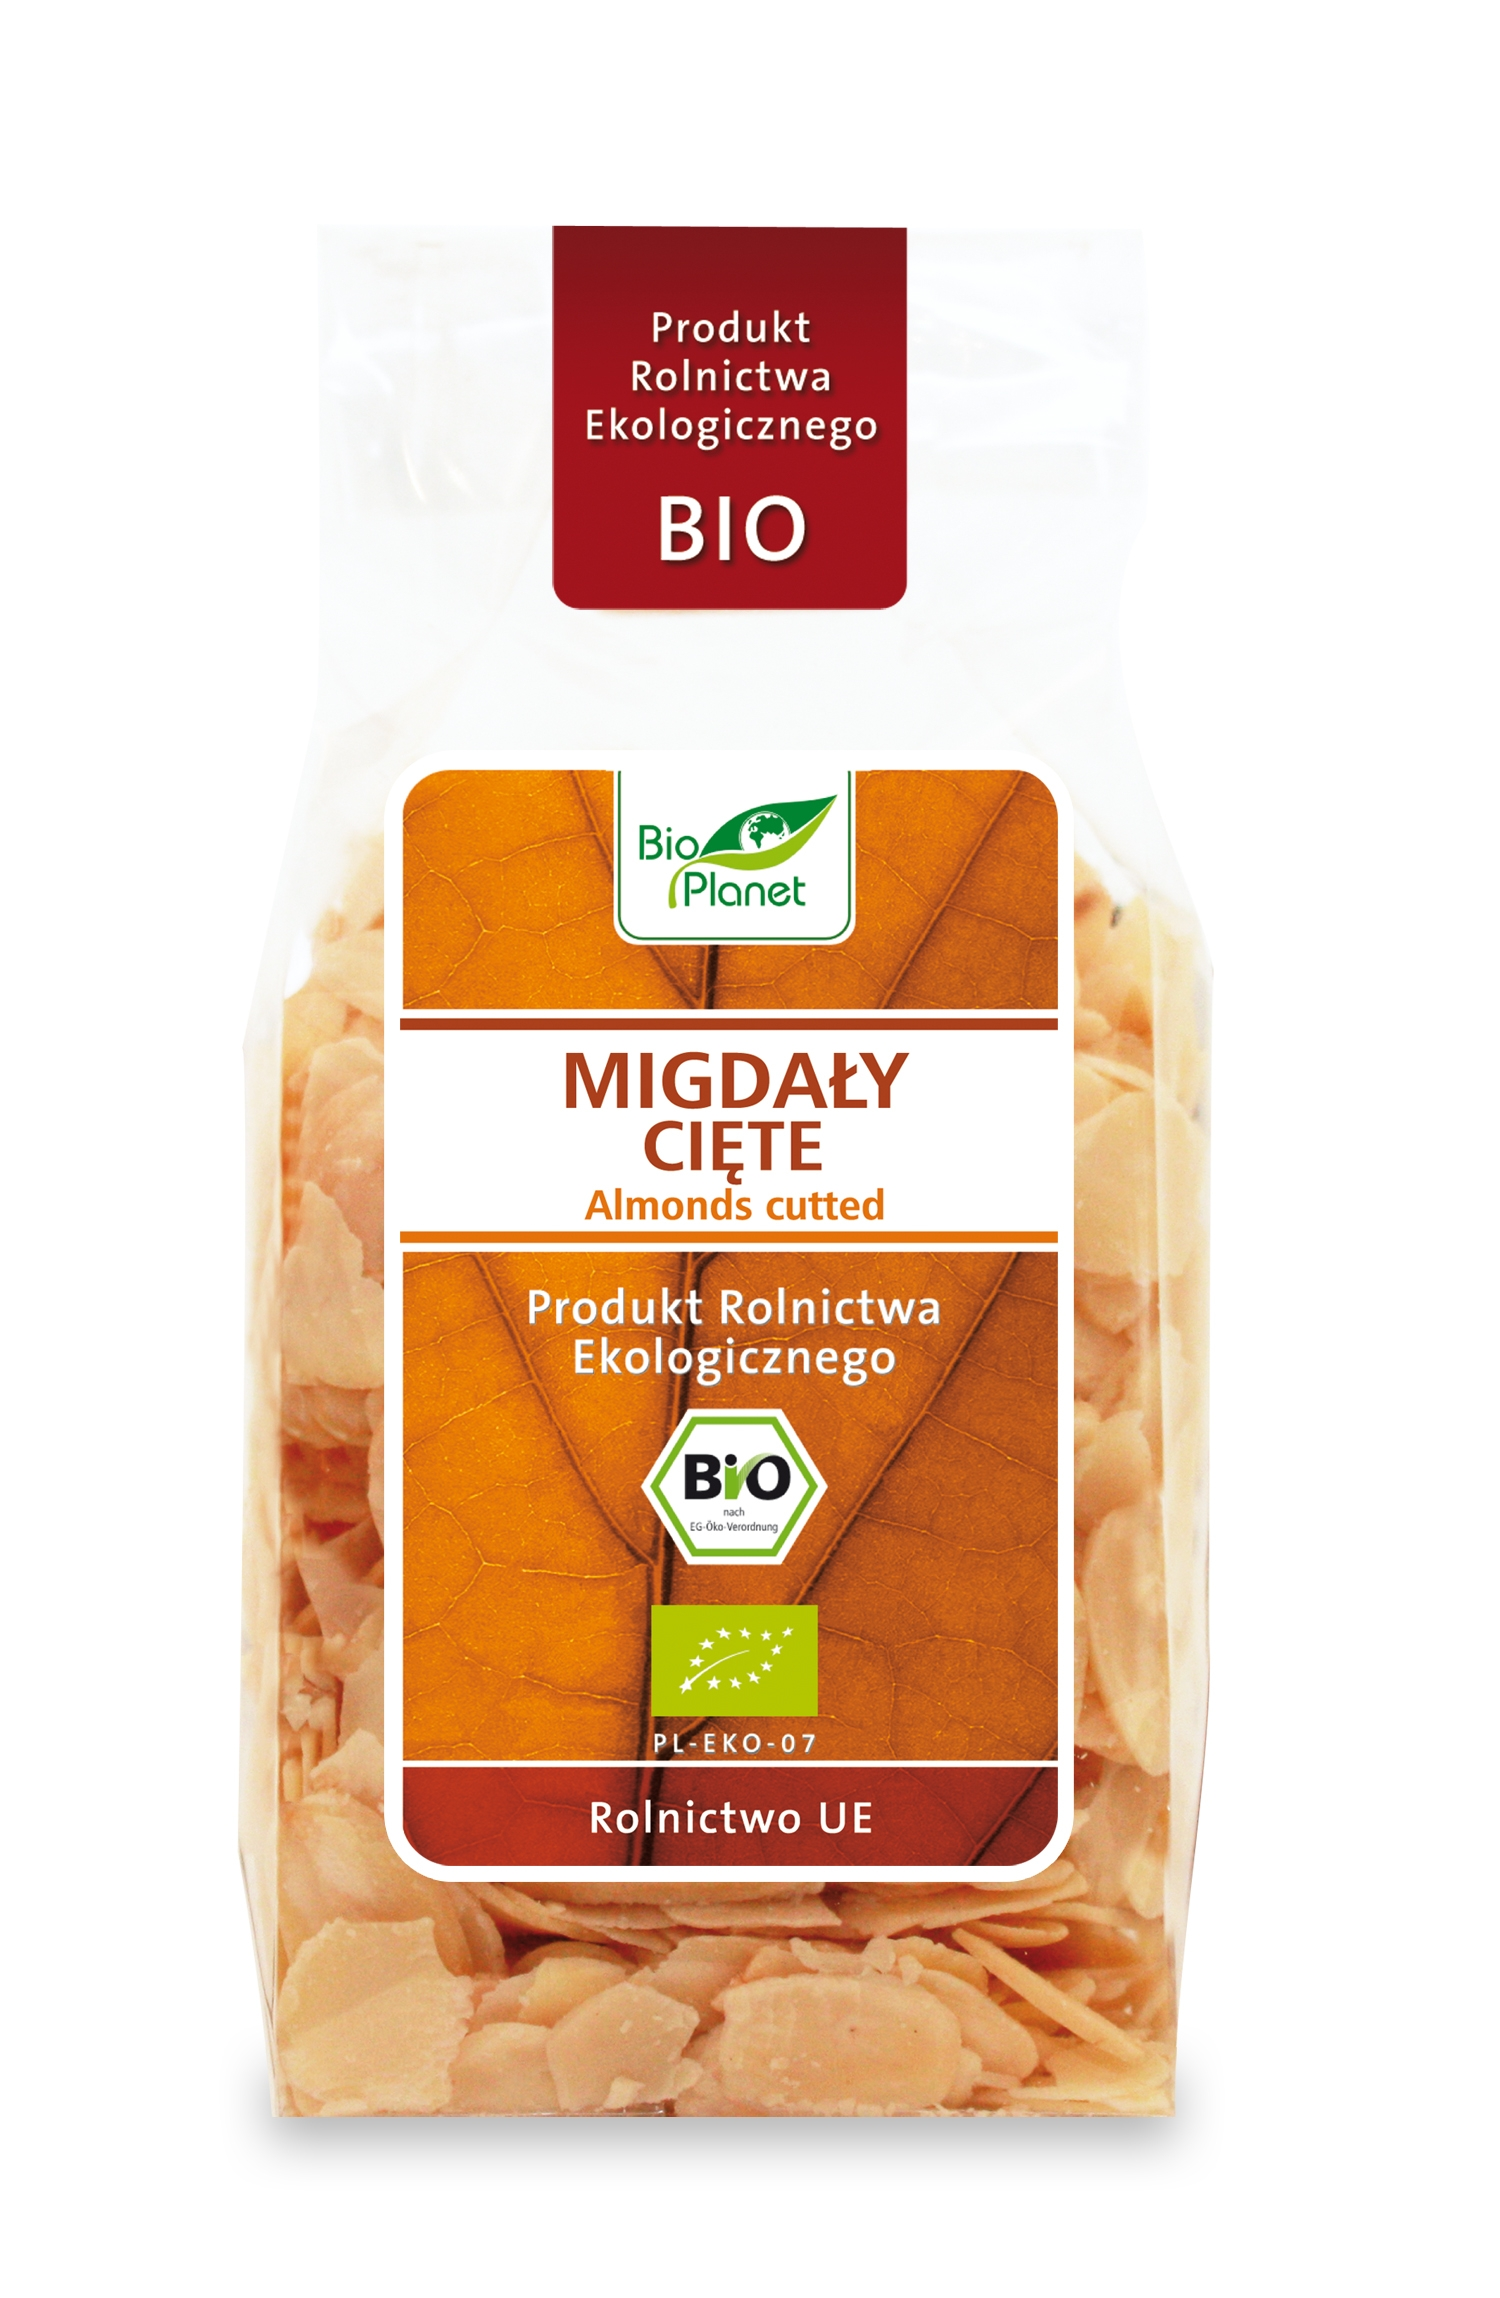 Produkt
Rolnictwa
Ekologicznego
BIO
Bio
Planet
MIGDAŁY
CIĘTE
Almonds cutted
Produkt Rolnictwa
Ekologicznego
BiO
nach
EG-Öko-Verordnung
PL-EKO-07
Rolnictwo UE